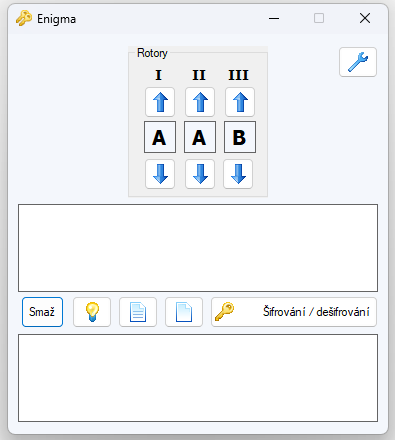 Enigma
Rotory
I II III
A A B
Smaž Šifrování / dešifrování